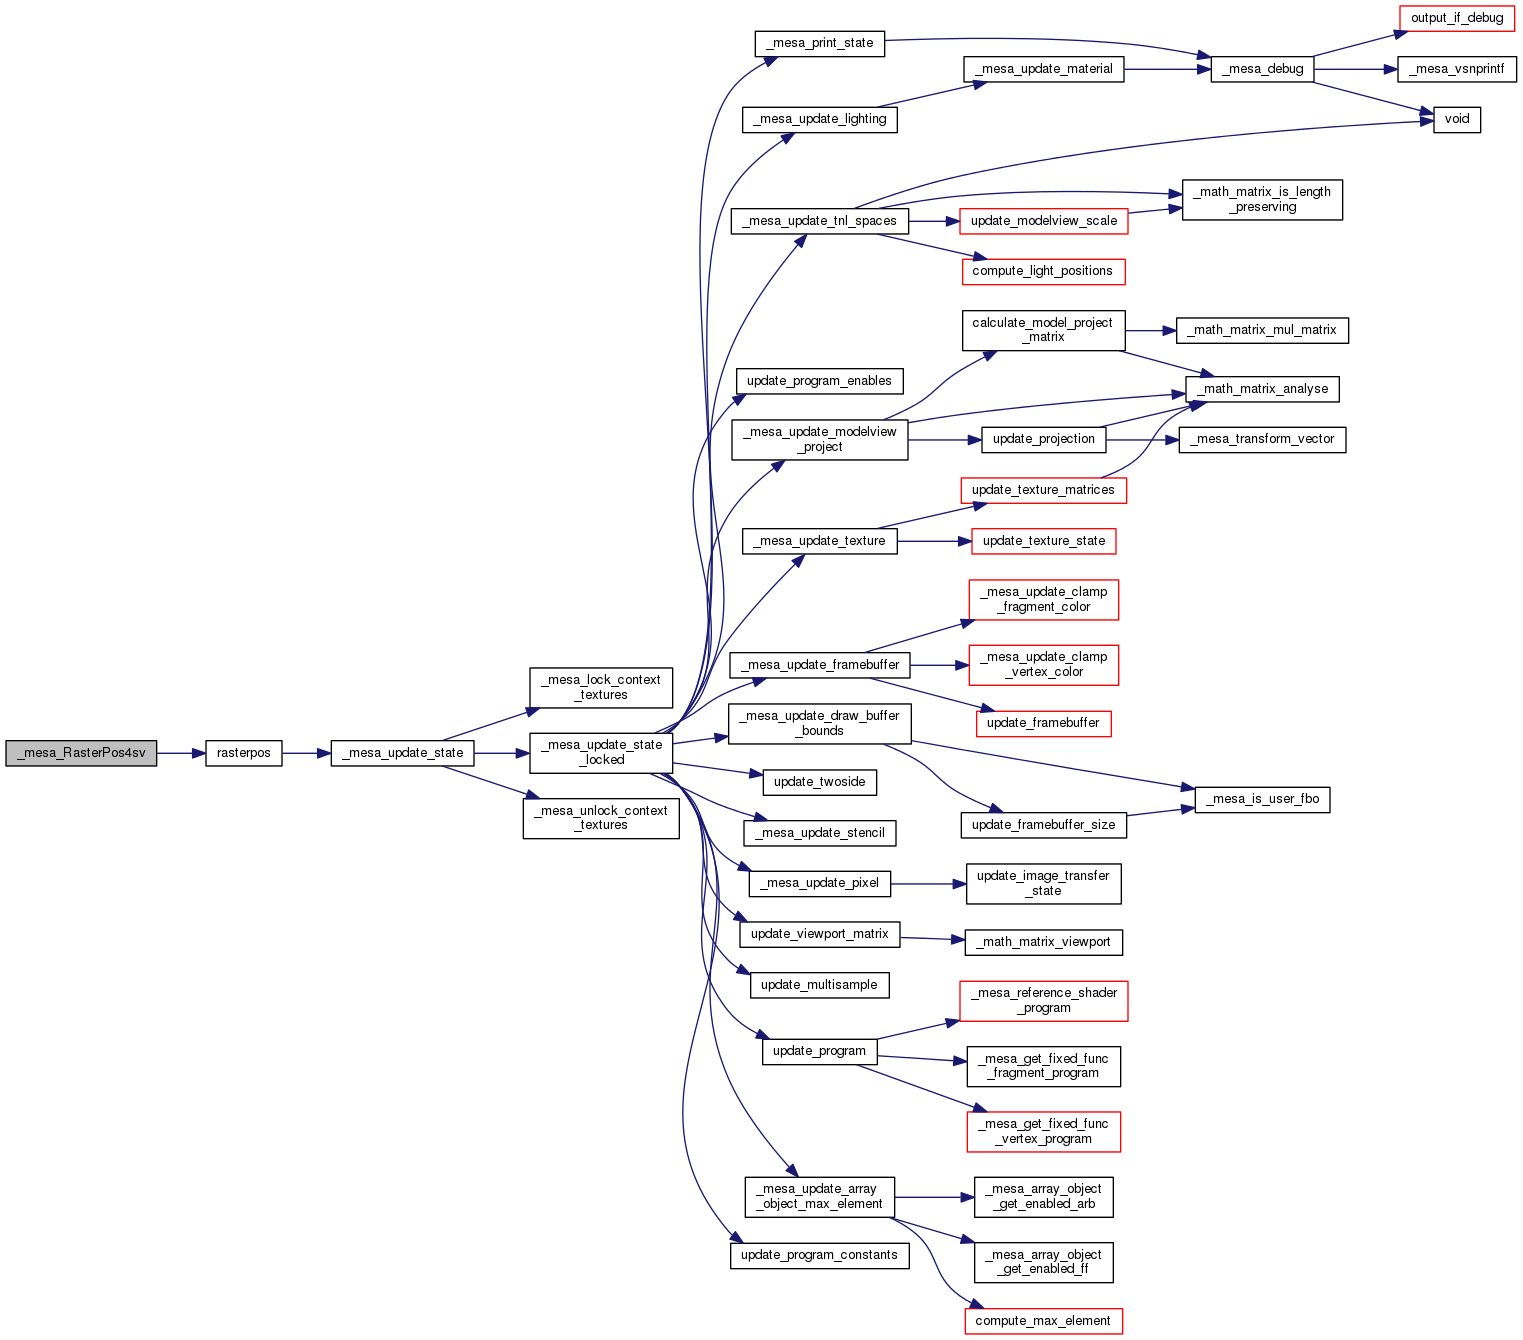 _mesa_RasterPos4sv
rasterpos
_mesa_update_state
_mesa_lock_context
_textures
_mesa_update_state
_locked
_mesa_unlock_context
_textures
_mesa_print_state
_mesa_update_lighting
_mesa_update_tnl_spaces
update_program_enables
_mesa_update_modelview
_project
_mesa_update_texture
_mesa_update_framebuffer
_mesa_update_draw_buffer
_bounds
update_twoside
_mesa_update_stencil
_mesa_update_pixel
update_viewport_matrix
update_multisample
update_program
_mesa_update_array
_object_max_element
update_program_constants
_mesa_update_material
update_modelview_scale
compute_light_positions
calculate_model_project
_matrix
update_projection
update_texture_matrices
update_texture_state
_mesa_update_clamp
_fragment_color
_mesa_update_clamp
_vertex_color
update_framebuffer
update_framebuffer_size
update_image_transfer
_state
_math_matrix_viewport
_mesa_reference_shader
_program
_mesa_get_fixed_func
_fragment_program
_mesa_get_fixed_func
_vertex_program
_mesa_array_object
_get_enabled_arb
_mesa_array_object
_get_enabled_ff
compute_max_element
_mesa_debug
_math_matrix_is_length
_preserving
_math_matrix_mul_matrix
_math_matrix_analyse
_mesa_transform_vector
_mesa_is_user_fbo
output_if_debug
_mesa_vsnprintf
void